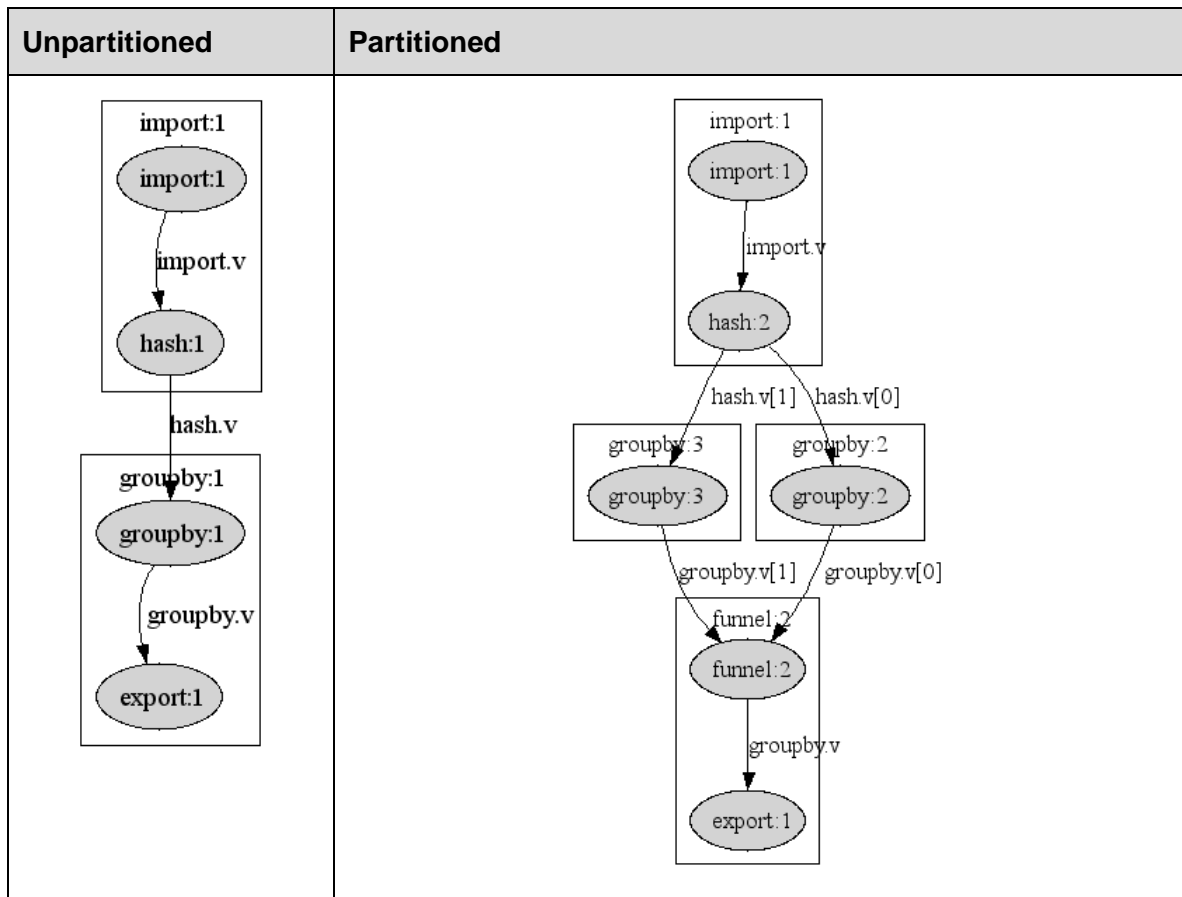 Unpartitioned
Partitioned
import:1
import:1
import.v
hash:1
hash.v
groupby:1
groupby:1
groupby.v
export:1
import:1
import:1
import.v
hash:2
hash.v[1] hash.v[0]
groupby:3 groupby:2
groupby:3 groupby:2
groupby.v[1] groupby.v[0]
funnel:2
funnel:2
groupby.v
export:1